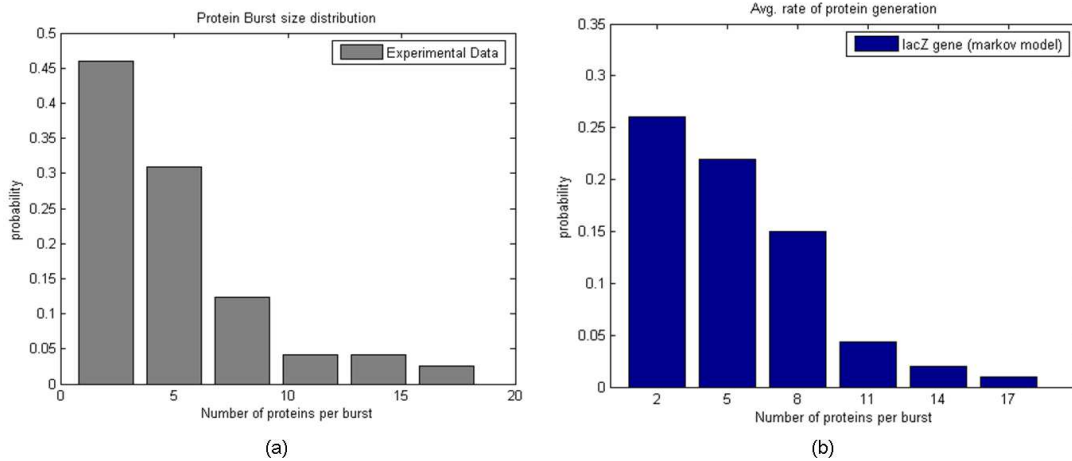 Protein Burst size distribution
Experimental Data
0.5
0.45
0.4
0.35
0.3
0.25
0.2
0.15
0.1
0.05
0
probability
0 5 10 15 20
Number of proteins per burst
(a)
Avg. rate of protein generation
lacZ gene (markov model)
0.35
0.3
0.25
0.2
0.15
0.1
0.05
0
probability
2 5 8 11 14 17
Number of proteins per burst
(b)